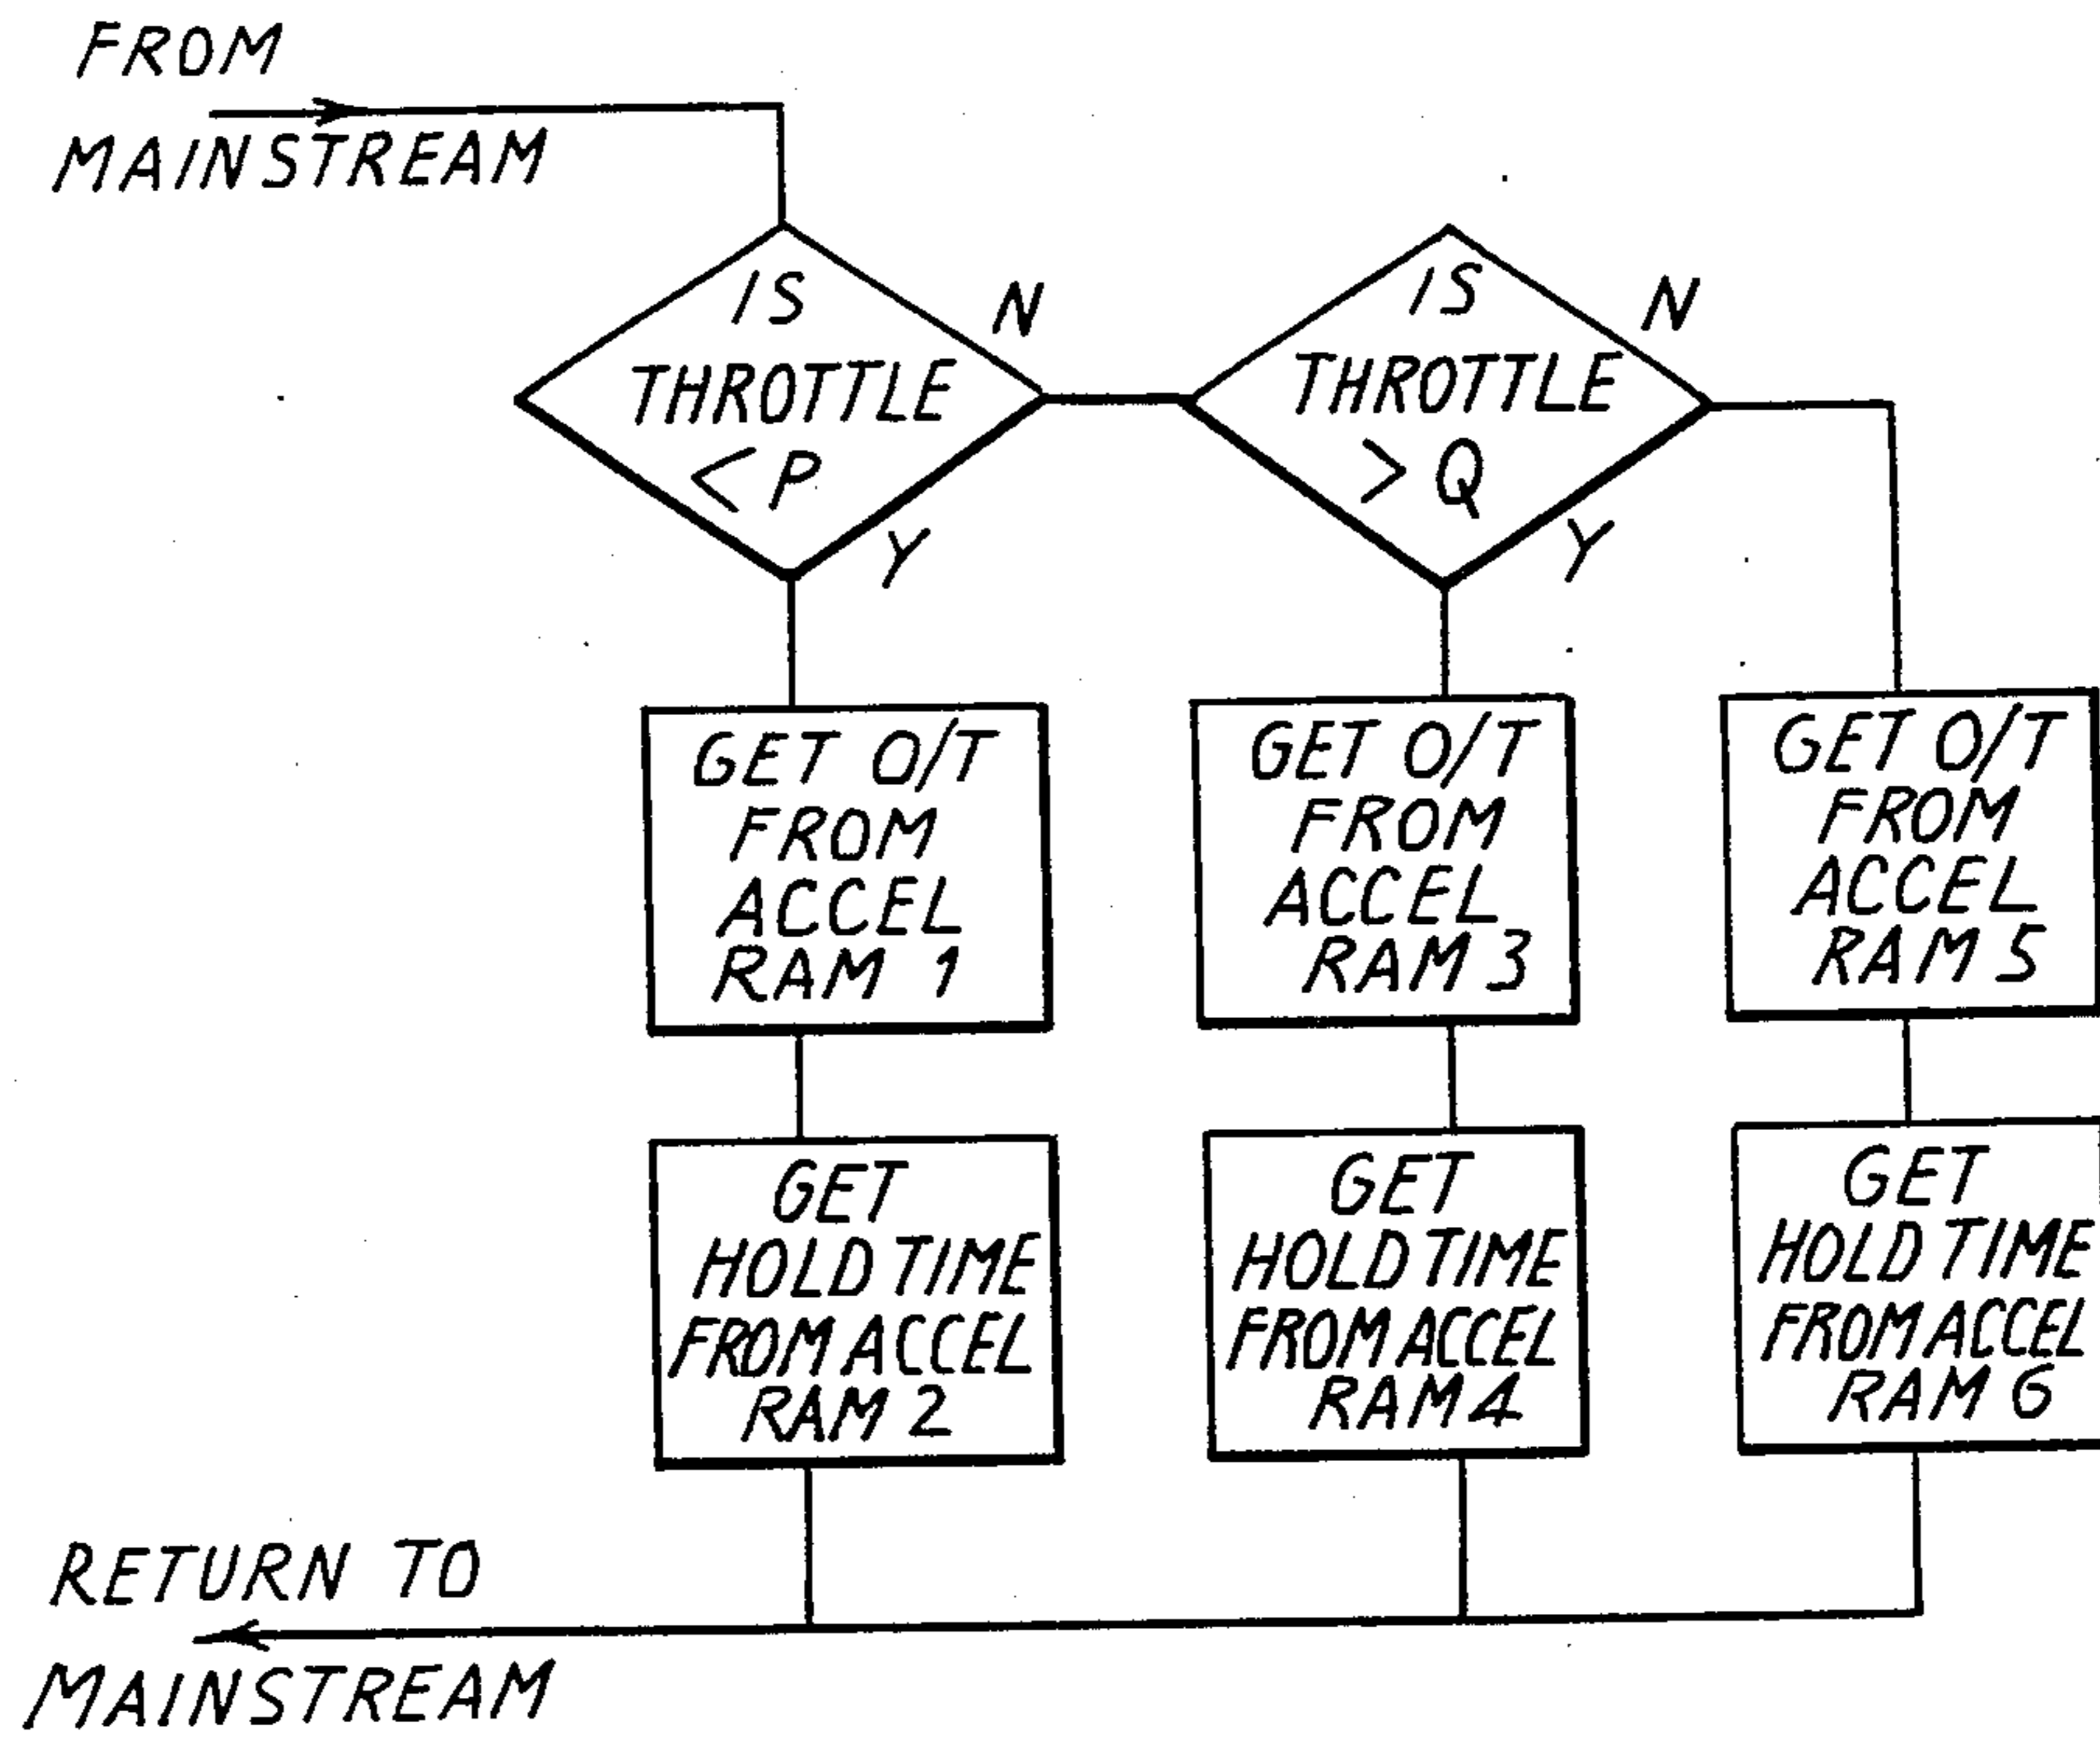 FROM
MAINSTREAM
IS
THROTTLE
< P
N
Y
IS
THROTTLE
> Q
N
Y
GET O/T
FROM
ACCEL
RAM 1
GET O/T
FROM
ACCEL
RAM 3
GET O/T
FROM
ACCEL
RAM 5
GET
HOLD TIME
FROM ACCEL
RAM 2
GET
HOLD TIME
FROM ACCEL
RAM 4
GET
HOLD TIME
FROM ACCEL
RAM 6
RETURN TO
MAINSTREAM